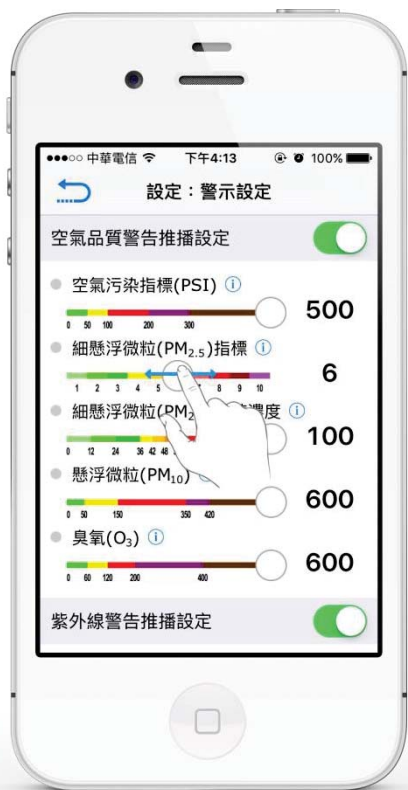 中華電信 下午4:13 100%
設定：警示設定
空氣品質警告推播設定
空氣污染指標(PSI)
500
0 50 100 200 300
細懸浮微粒(PM2.5)指標
6
1 2 3 4 5 7 8 9 10
細懸浮微粒(PM2 濃度
100
0 12 24 36 42 48
懸浮微粒(PM10)
600
0 50 150 350 420
臭氧(O3)
600
0 60 120 200 400
紫外線警告推播設定